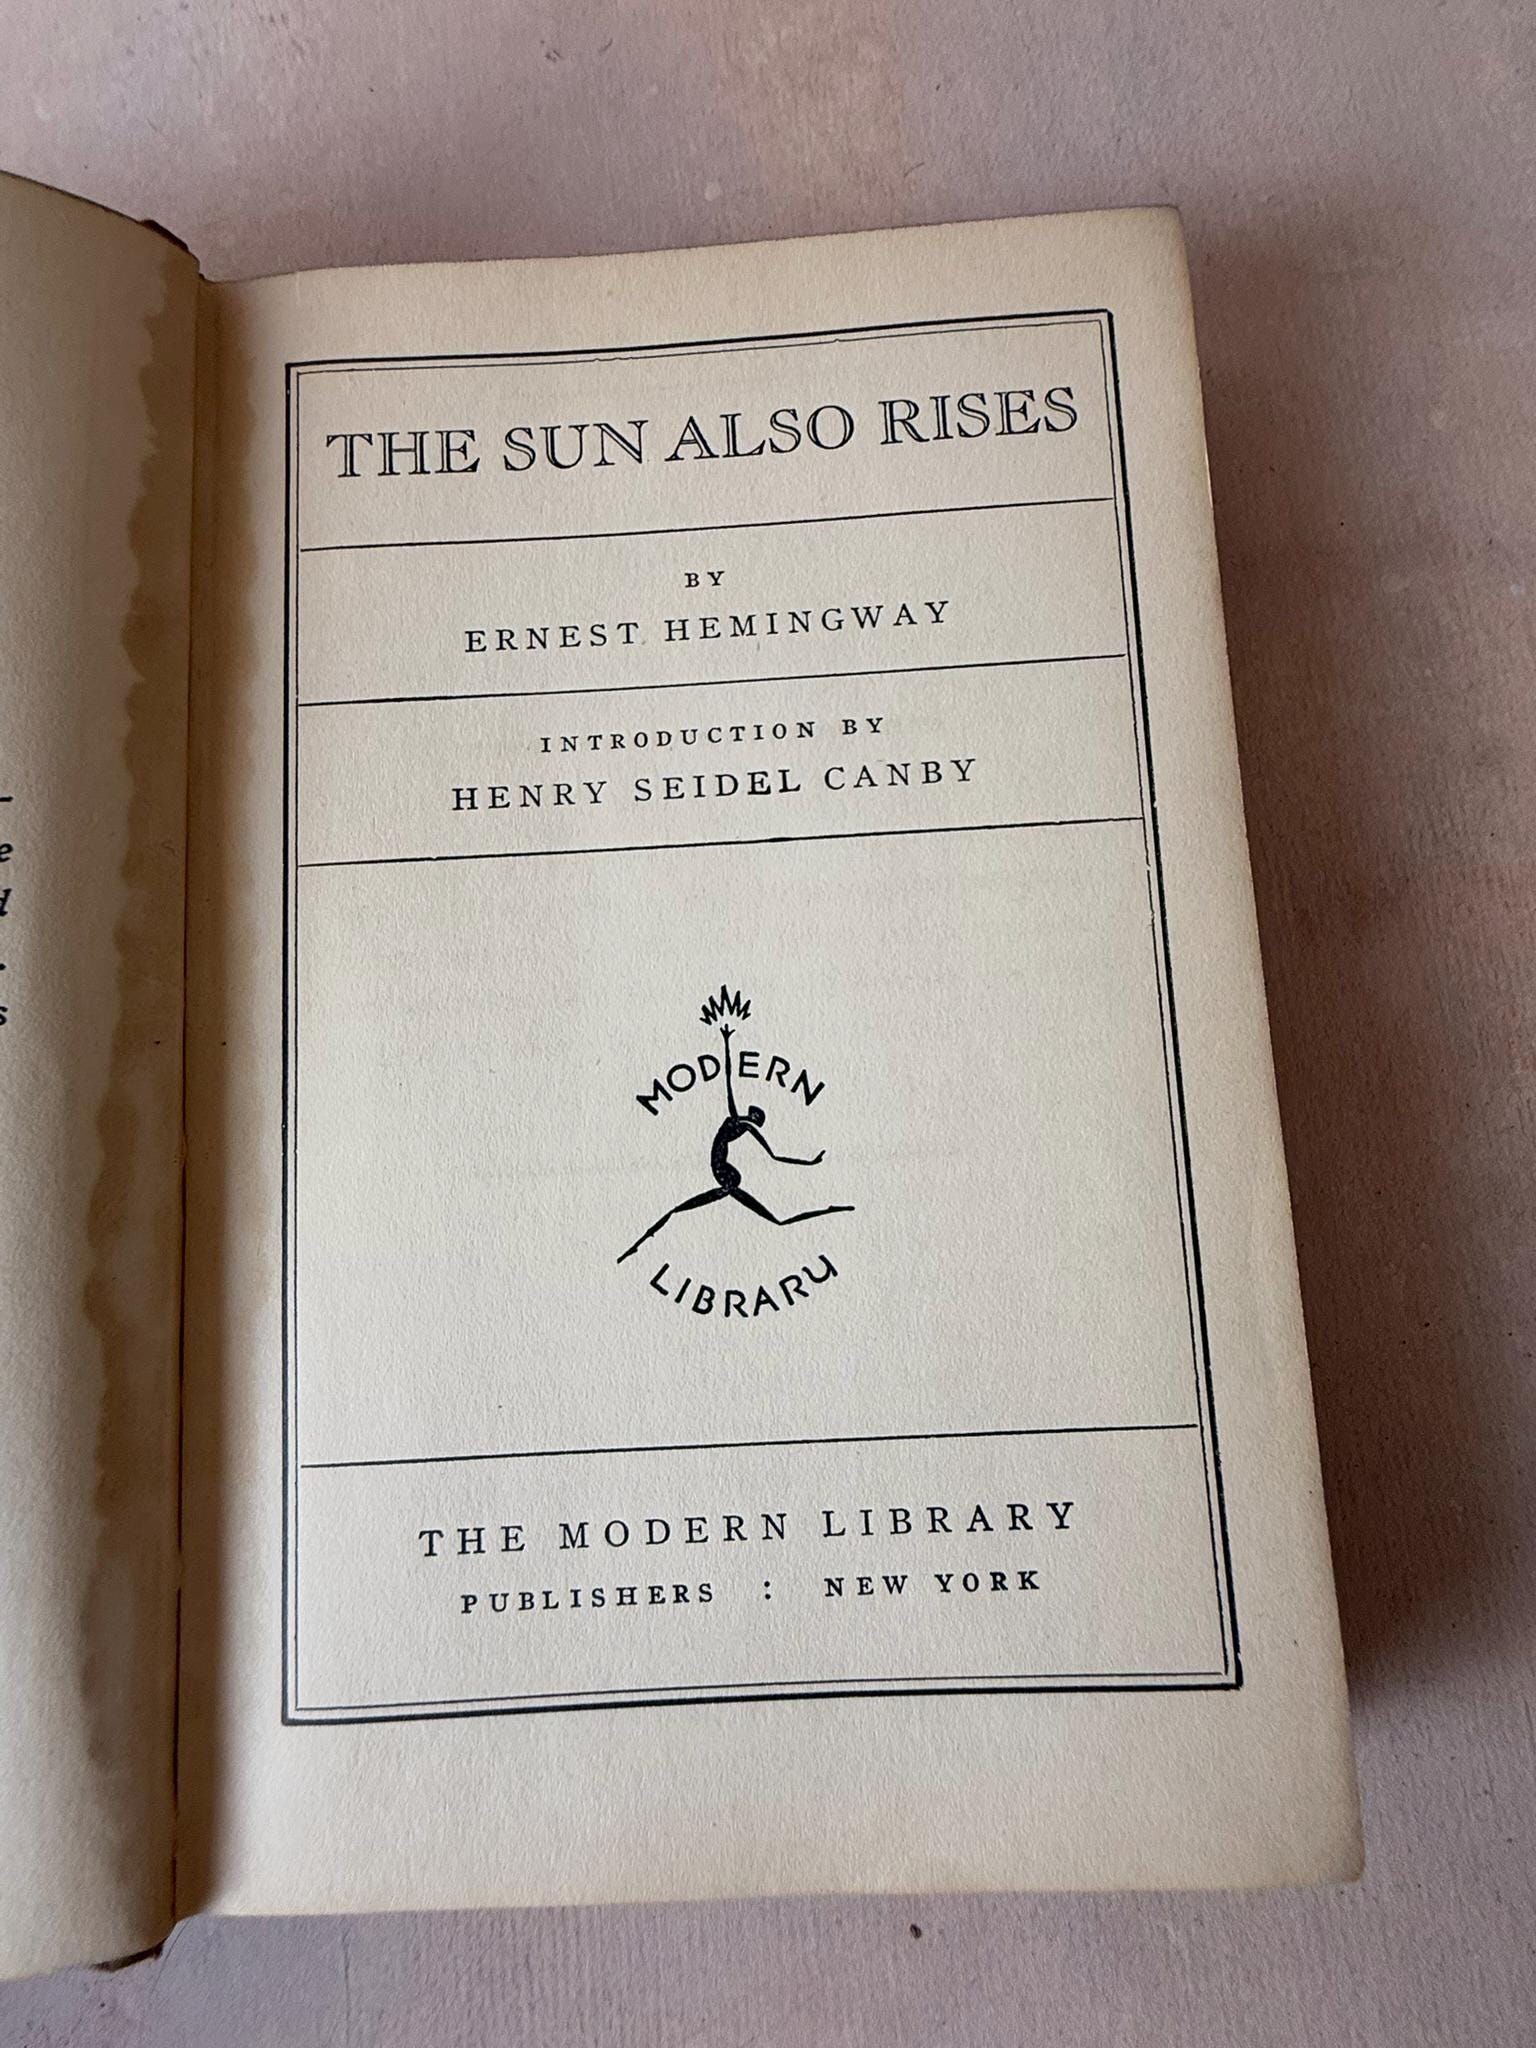 THE SUN ALSO RISES
BY
ERNEST HEMINGWAY
INTRODUCTION BY
HENRY SEIDEL CANBY
MODERN
LIBRARY
THE MODERN LIBRARY
PUBLISHERS : NEW YORK